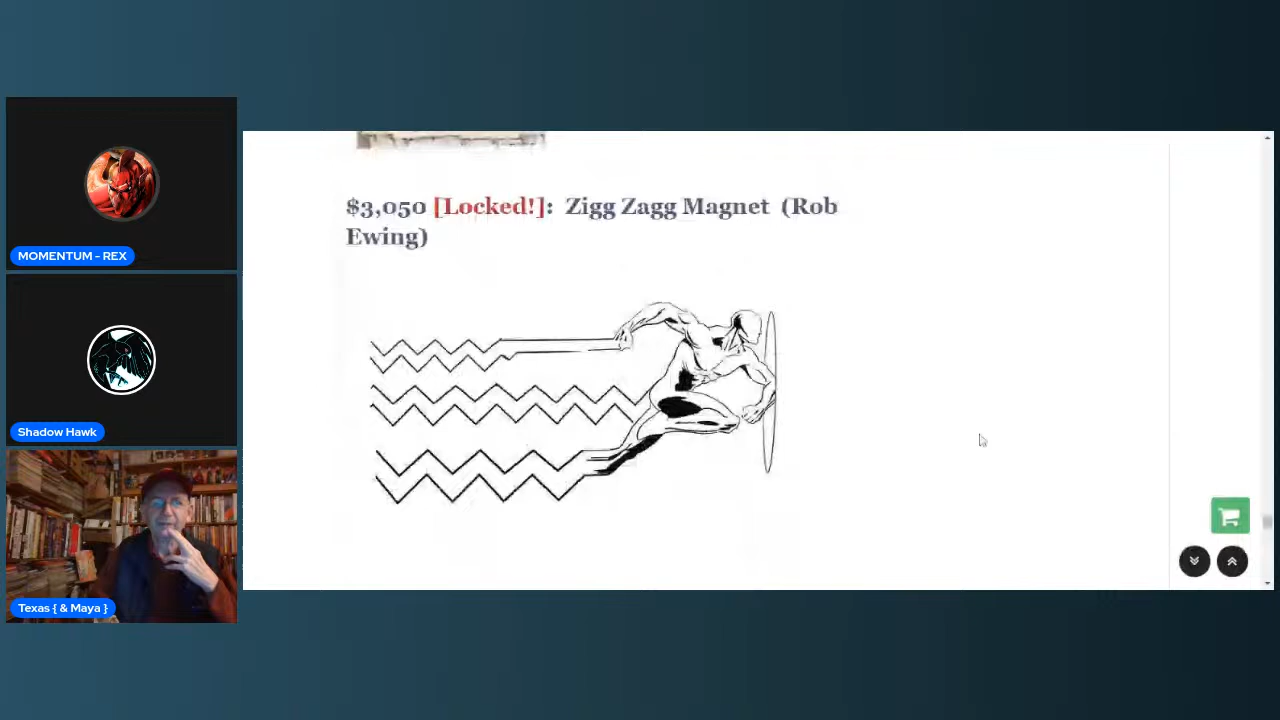 MOMENTUM - REX
Shadow Hawk
Texas { & Maya }
$3,050 [Locked!]:  Zigg Zagg Magnet  (Rob
Ewing)